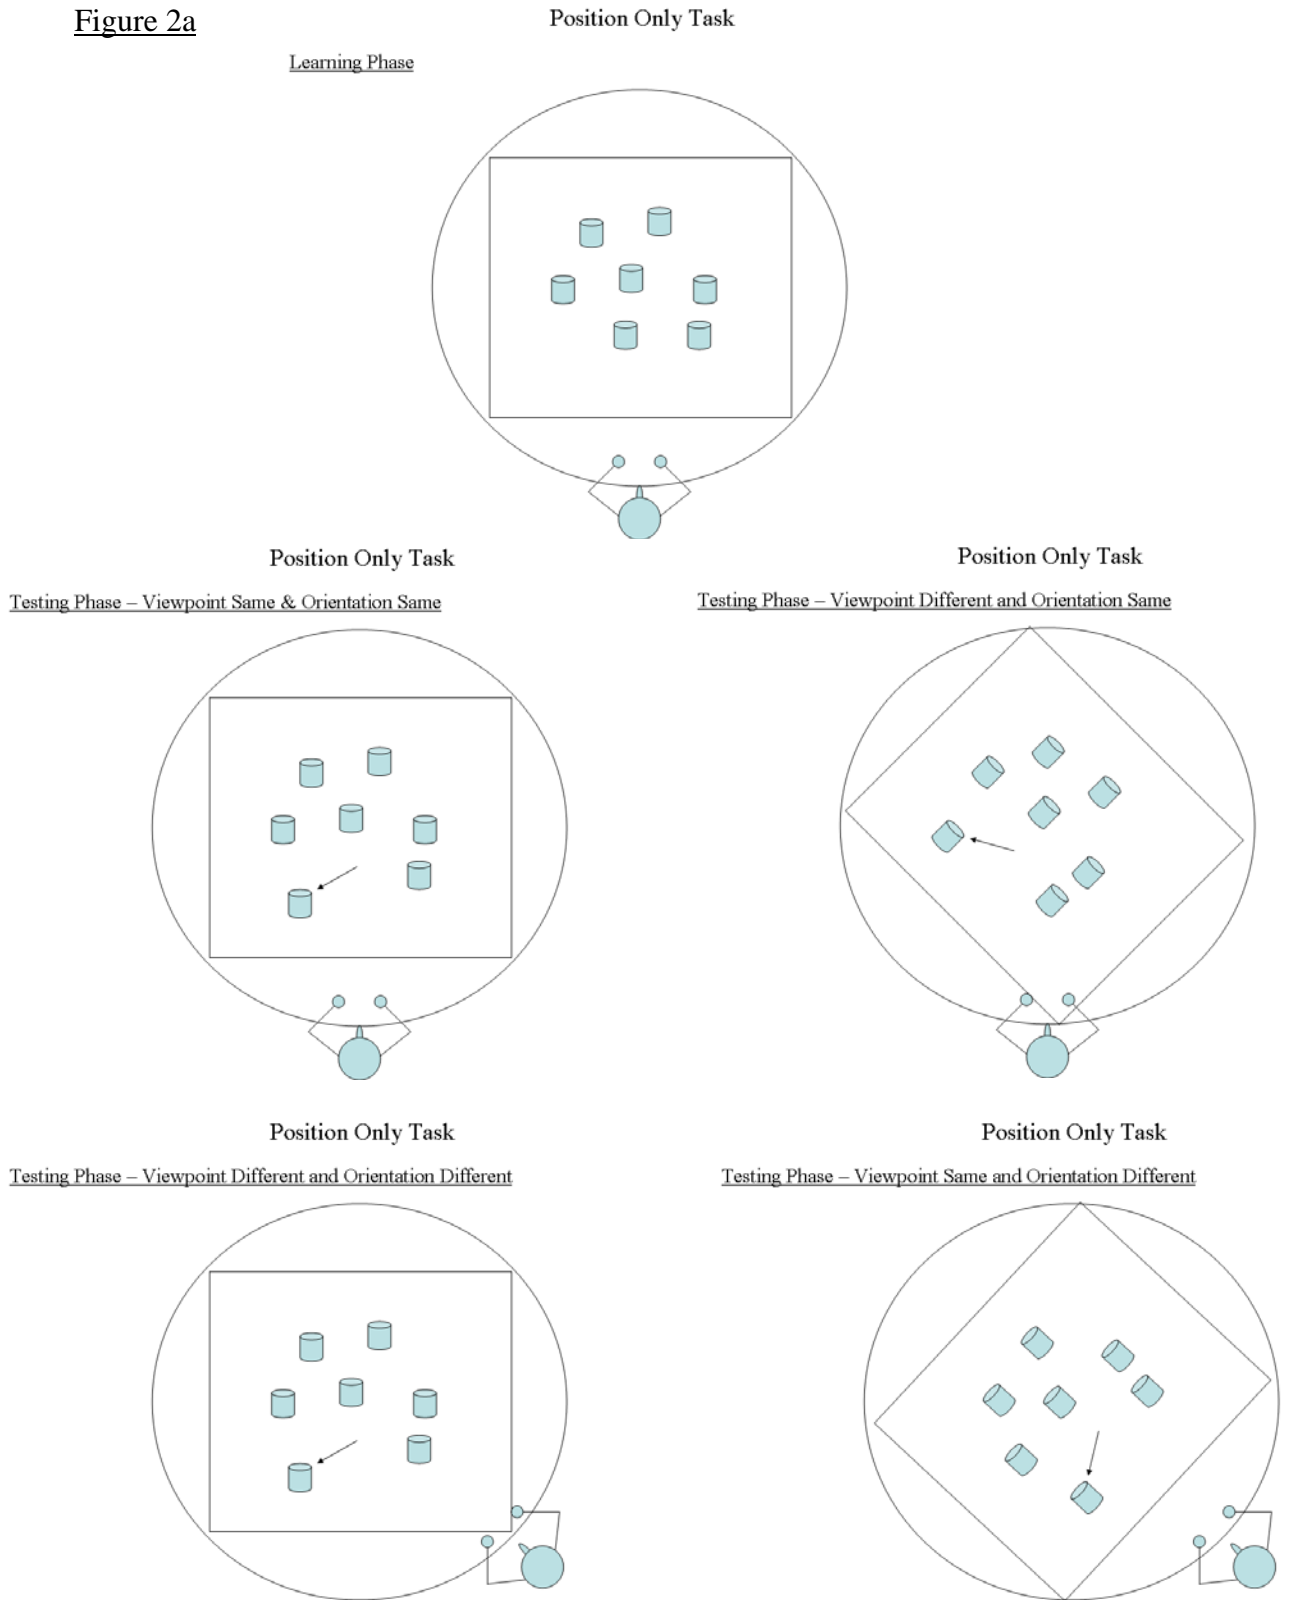 Figure 2a
Position Only Task
Learning Phase
Position Only Task
Position Only Task
Testing Phase – Viewpoint Same & Orientation Same
Testing Phase – Viewpoint Different and Orientation Same
Position Only Task
Position Only Task
Testing Phase – Viewpoint Different and Orientation Different
Testing Phase – Viewpoint Same and Orientation Different